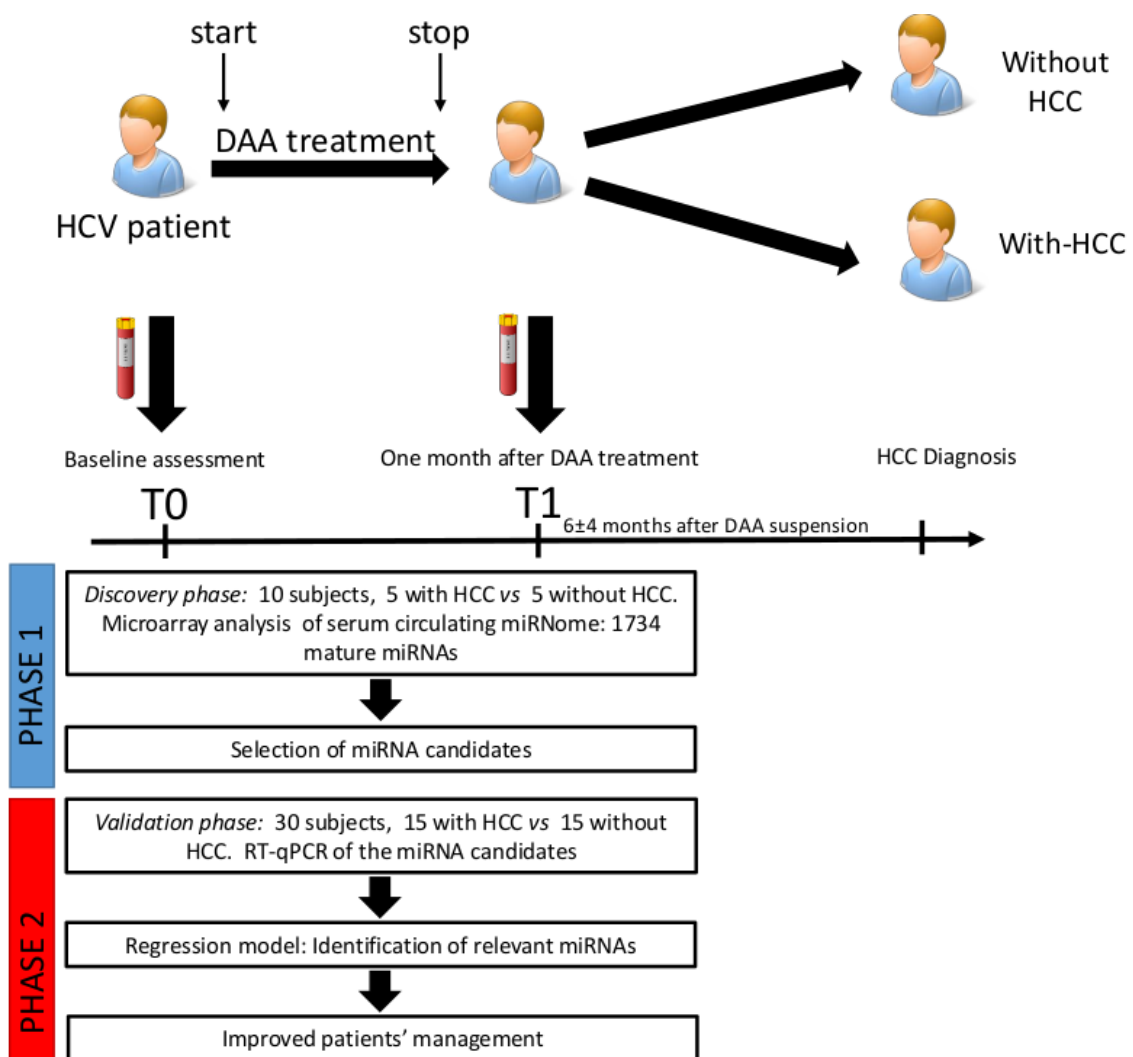 start
stop
DAA treatment
HCV patient
Without
HCC
With-HCC
Baseline assessment
One month after DAA treatment
HCC Diagnosis
T0
T1
6±4 months after DAA suspension
PHASE 1
Discovery phase: 10 subjects, 5 with HCC vs 5 without HCC.
Microarray analysis of serum circulating miRNome: 1734
mature miRNAs
Selection of miRNA candidates
PHASE 2
Validation phase: 30 subjects, 15 with HCC vs 15 without
HCC. RT-qPCR of the miRNA candidates
Regression model: Identification of relevant miRNAs
Improved patients’ management